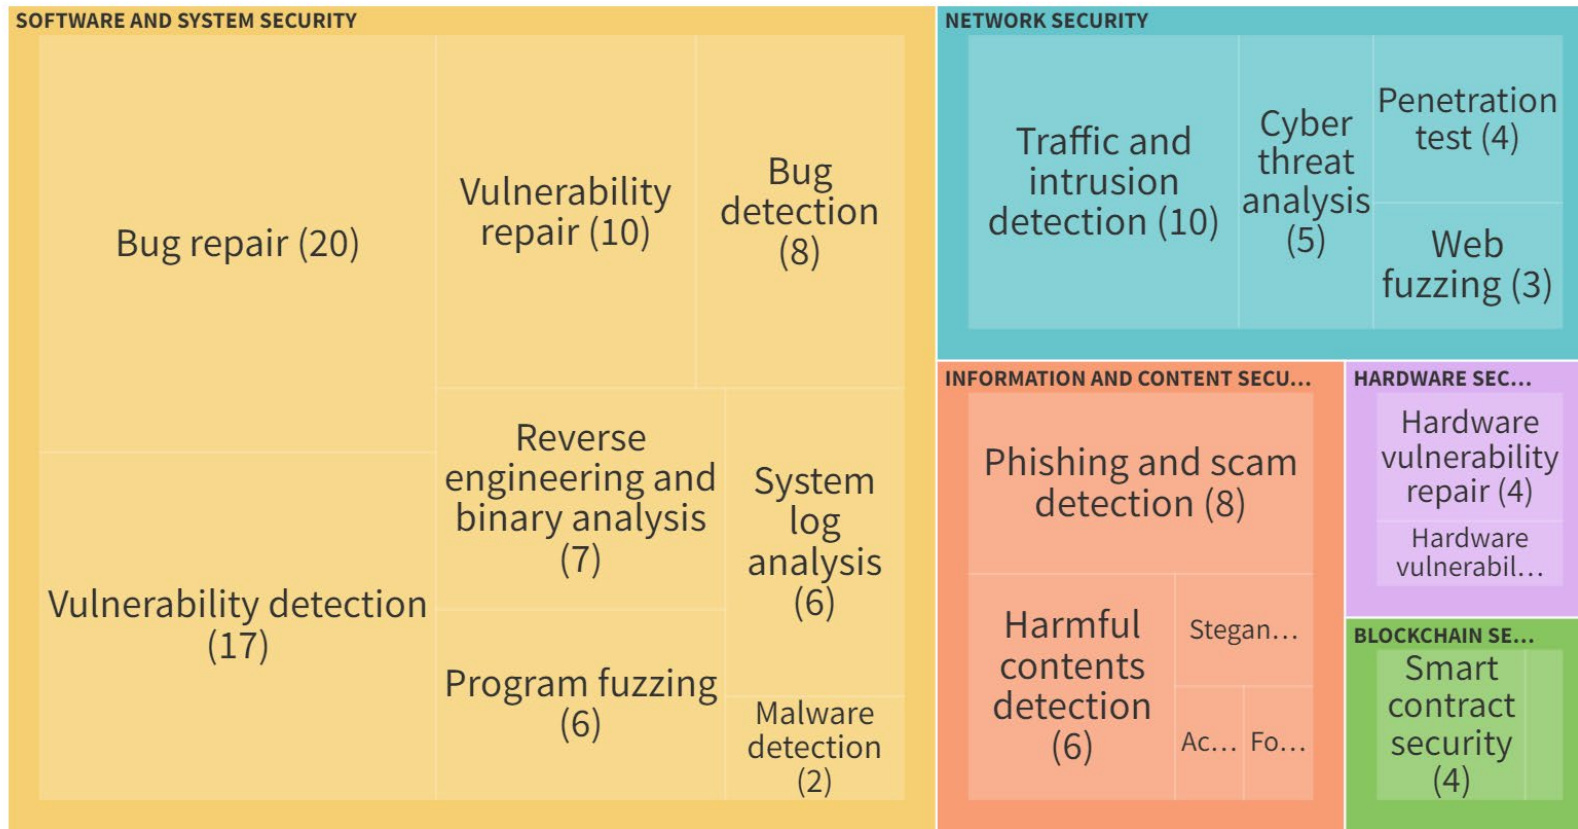 SOFTWARE AND SYSTEM SECURITY
Bug repair (20)
Vulnerability detection
(17)
Vulnerability
repair (10)
Bug
detection
(8)
Reverse
engineering and
binary analysis
(7)
Program fuzzing
(6)
System
log
analysis
(6)
Malware
detection
(2)
NETWORK SECURITY
Traffic and
intrusion
detection (10)
Cyber
threat
analysis
(5)
Penetration
test (4)
Web
fuzzing (3)
INFORMATION AND CONTENT SECU...
Phishing and scam
detection (8)
Harmful
contents
detection
(6)
Stegan...
Ac...
Fo...
HARDWARE SEC...
Hardware
vulnerability
repair (4)
Hardware
vulnerabil...
BLOCKCHAIN SE...
Smart
contract
security
(4)